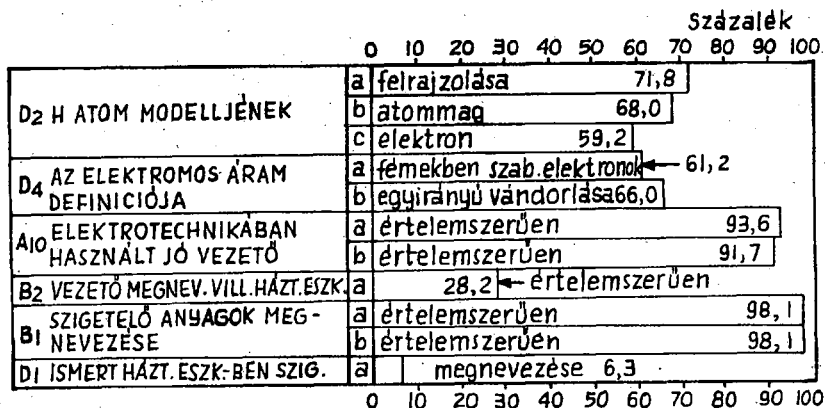 Százalék
0 10 20 30 40 50 60 70 80 90 100
D2 H ATOM MODELLJÉNEK
a felrajzolása 71,8
b atommag 68,0
c elektron 59,2
D4 AZ ELEKTROMOS ÁRAM DEFINICIÓJA
a fémekben szab. elektronok 61,2
b egyirányú vándorlása 66,0
A10 ELEKTROTECHNIKÁBAN HASZNÁLT JÓ VEZETŐ
a értelemszerűen 93,6
b értelemszerűen 91,7
B2 VEZETŐ MEGNEV. VILL. HÁZT. ESZK. a 28,2 értelemszerűen
B1 SZIGETELŐ ANYAGOK MEG-
NEVEZÉSE
a értelemszerűen 98,1
b értelemszerűen 98,1
D1 ISMERT HÁZT. ESZK.-BEN SZIG. a megnevezése 6,3
0 10 20 30 40 50 60 70 80 90 100